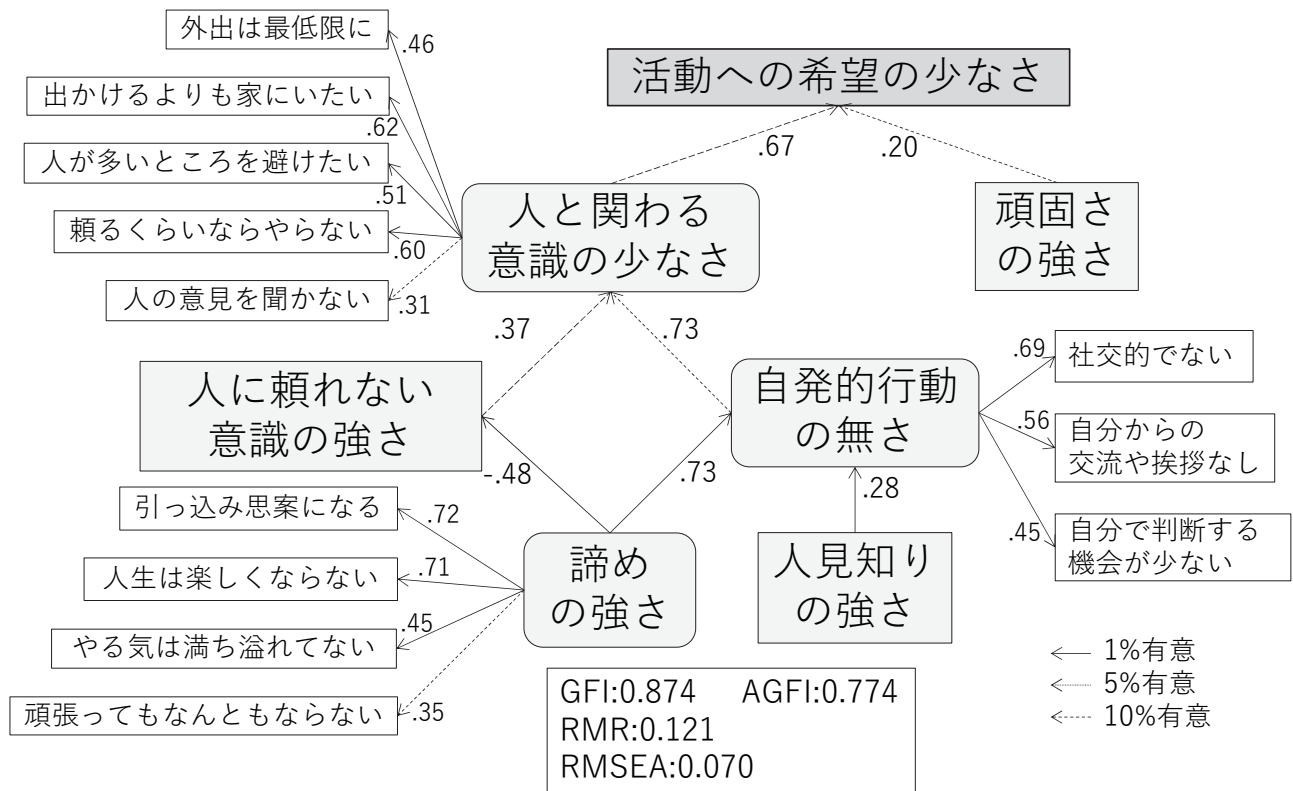 外出は最低限に
.46
活動への希望の少なさ
出かけるよりも家にいたい
.62
.67
.20
人が多いところを避けたい
.51
人と関わる
意識の少なさ
頑固さ
の強さ
頼るくらいならやらない
.60
人の意見を聞かない
.31
.37
.73
.69
社交的でない
人に頼れない
意識の強さ
自発的行動
の無さ
.56
自分からの
交流や挨拶なし
-.48
.73
.28
引っ込み思案になる
.72
.45
自分で判断する
機会が少ない
諦め
の強さ
人見知り
の強さ
人生は楽しくならない
.71
やる気は満ち溢れてない
.45
頑張ってもなんともならない
.35
1%有意
5%有意
10%有意
GFI:0.874 AGFI:0.774
RMR:0.121
RMSEA:0.070